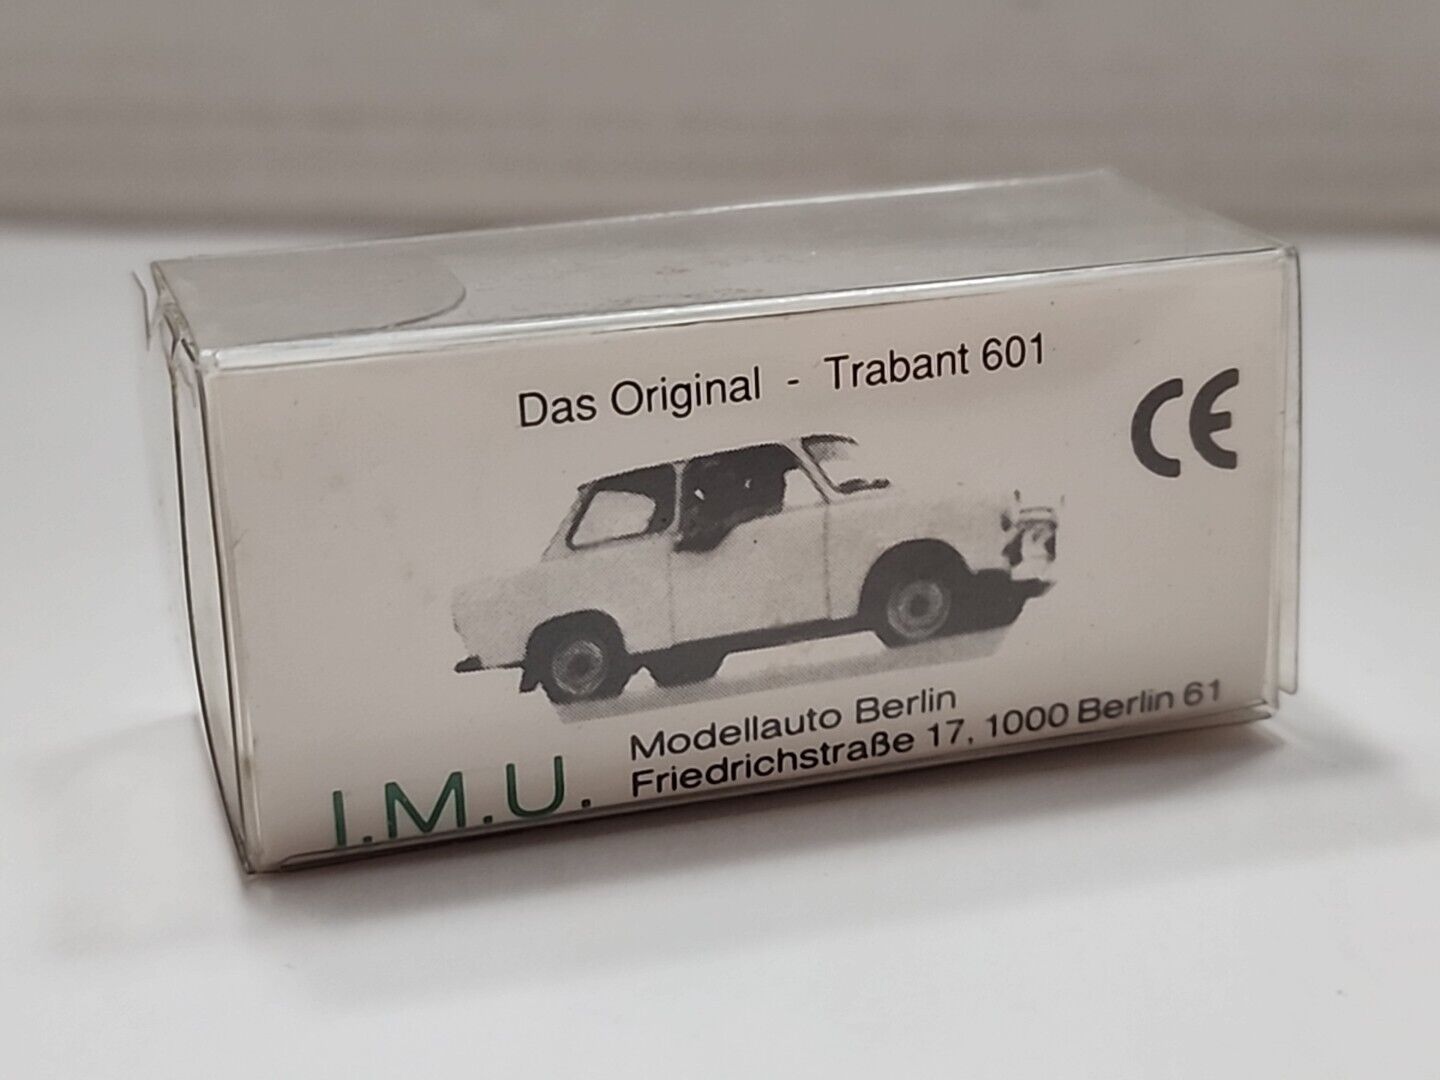 Das Original - Trabant 601
CE
I.M.U.
Modellauto Berlin
Friedrichstraße 17, 1000 Berlin 61